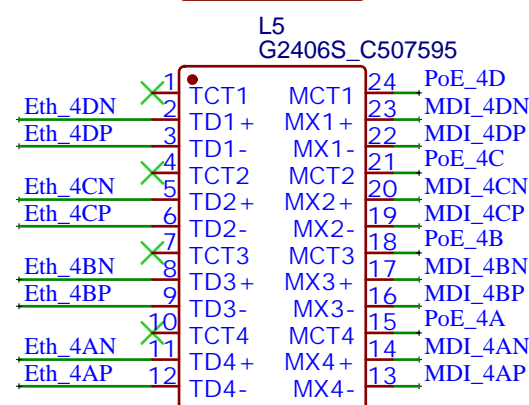 L5
G2406S_C507595
1 TCT1 MCT1 24 PoE_4D
Eth_4DN 2 TD1+ MX1+ 23 MDI_4DN
Eth_4DP 3 TD1- MX1- 22 MDI_4DP
4 TCT2 MCT2 21 PoE_4C
Eth_4CN 5 TD2+ MX2+ 20 MDI_4CN
Eth_4CP 6 TD2- MX2- 19 MDI_4CP
7 TCT3 MCT3 18 PoE_4B
Eth_4BN 8 TD3+ MX3+ 17 MDI_4BN
Eth_4BP 9 TD3- MX3- 16 MDI_4BP
10 TCT4 MCT4 15 PoE_4A
Eth_4AN 11 TD4+ MX4+ 14 MDI_4AN
Eth_4AP 12 TD4- MX4- 13 MDI_4AP